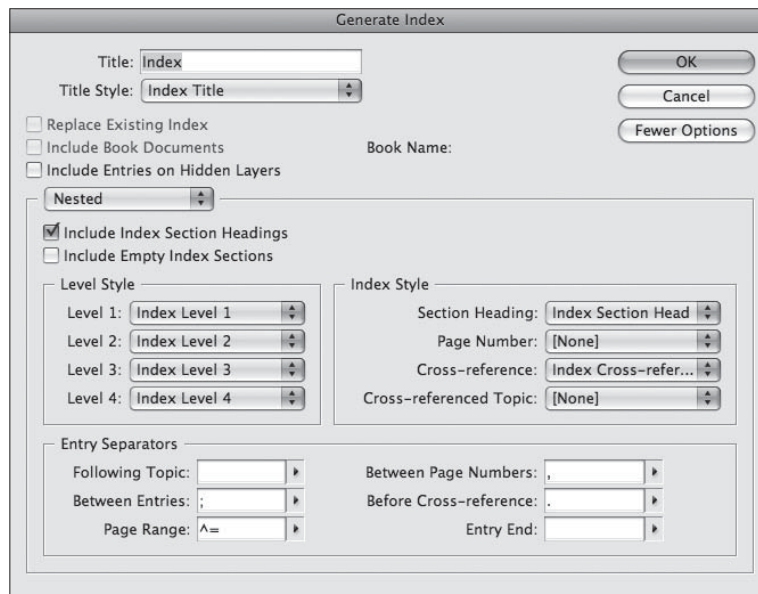 Generate Index
Title: Index
OK
Title Style: Index Title
Cancel
Replace Existing Index
Fewer Options
Include Book Documents
Book Name:
Include Entries on Hidden Layers
Nested
Include Index Section Headings
Include Empty Index Sections
Level Style
Level 1: Index Level 1
Level 2: Index Level 2
Level 3: Index Level 3
Level 4: Index Level 4
Index Style
Section Heading: Index Section Head
Page Number: [None]
Cross-reference: Index Cross-refer...
Cross-referenced Topic: [None]
Entry Separators
Following Topic:
Between Entries: ;
Page Range: ^=
Between Page Numbers: ,
Before Cross-reference: .
Entry End: